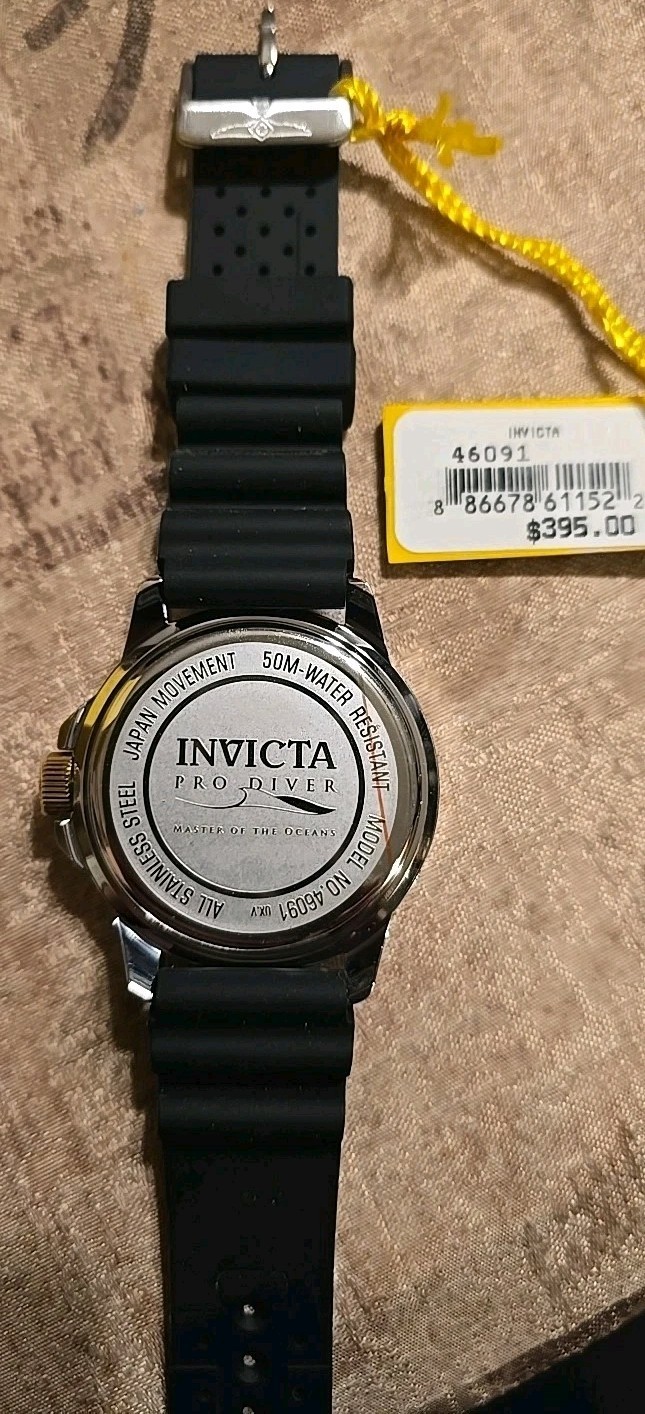 INVICTA
46091
8 86678 61152 2
$395.00
JAPAN MOVEMENT 50M-WATER RESISTANT MODEL NO.46091 UX.V ALL STAINLESS STEEL
INVICTA
PRO DIVER
MASTER OF THE OCEANS